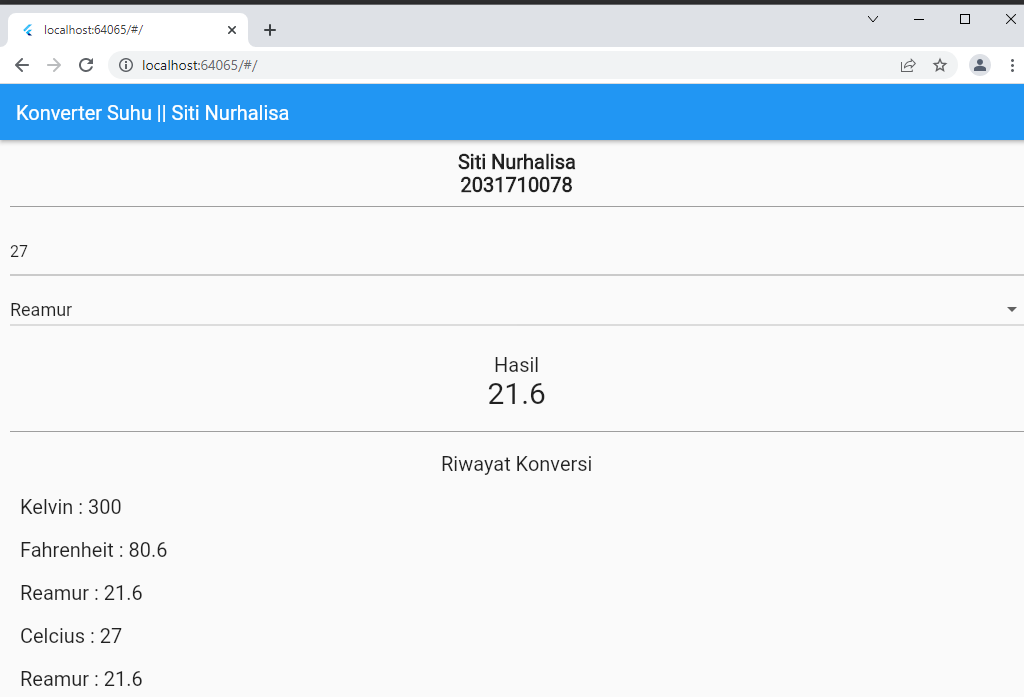 localhost:64065/#/
localhost:64065/#/
Konverter Suhu || Siti Nurhalisa
Siti Nurhalisa
2031710078
27
Reamur
Hasil
21.6
Riwayat Konversi
Kelvin : 300
Fahrenheit : 80.6
Reamur : 21.6
Celcius : 27
Reamur : 21.6